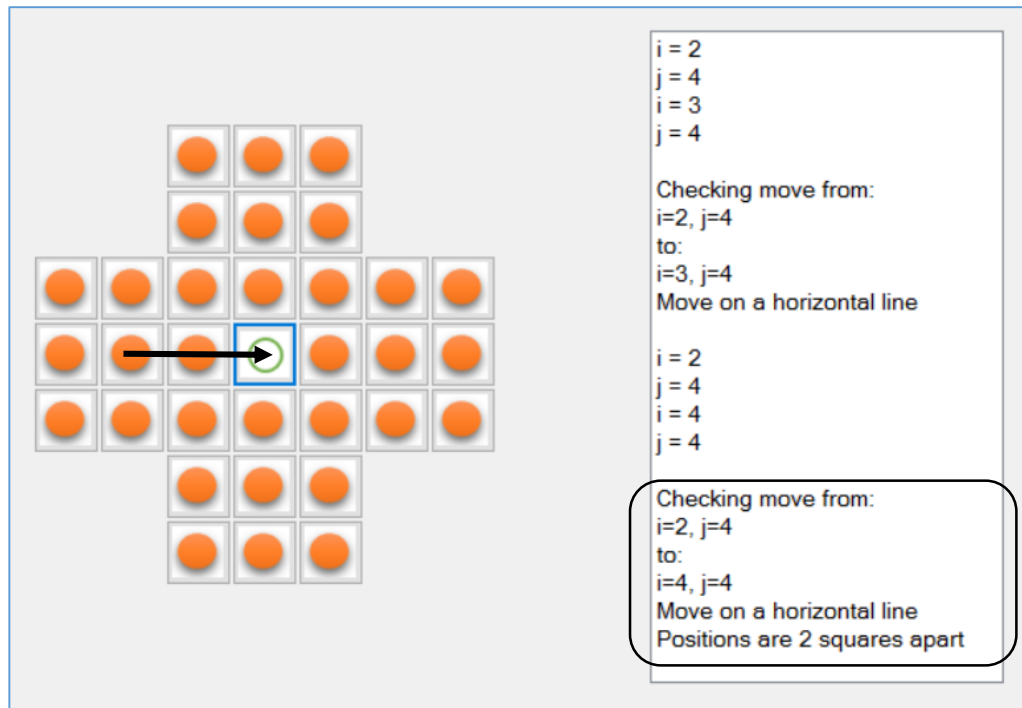 i = 2
j = 4
i = 3
j = 4
Checking move from:
i=2, j=4
to:
i=3, j=4
Move on a horizontal line
i = 2
j = 4
i = 4
j = 4
Checking move from:
i=2, j=4
to:
i=4, j=4
Move on a horizontal line
Positions are 2 squares apart